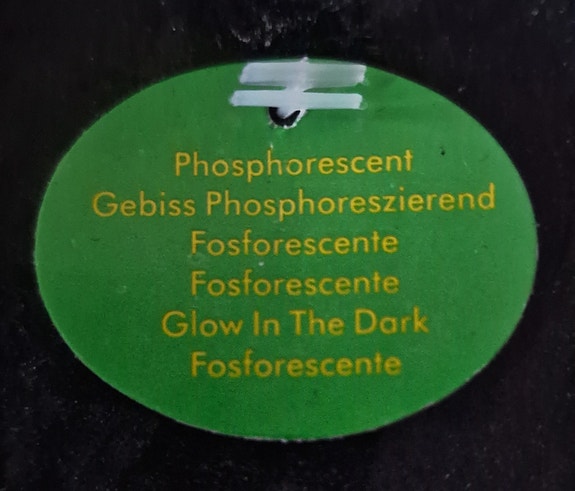 Phosphorescent
Gebiss Phosphoreszierend
Fosforescente
Fosforescente
Glow In The Dark
Fosforescente